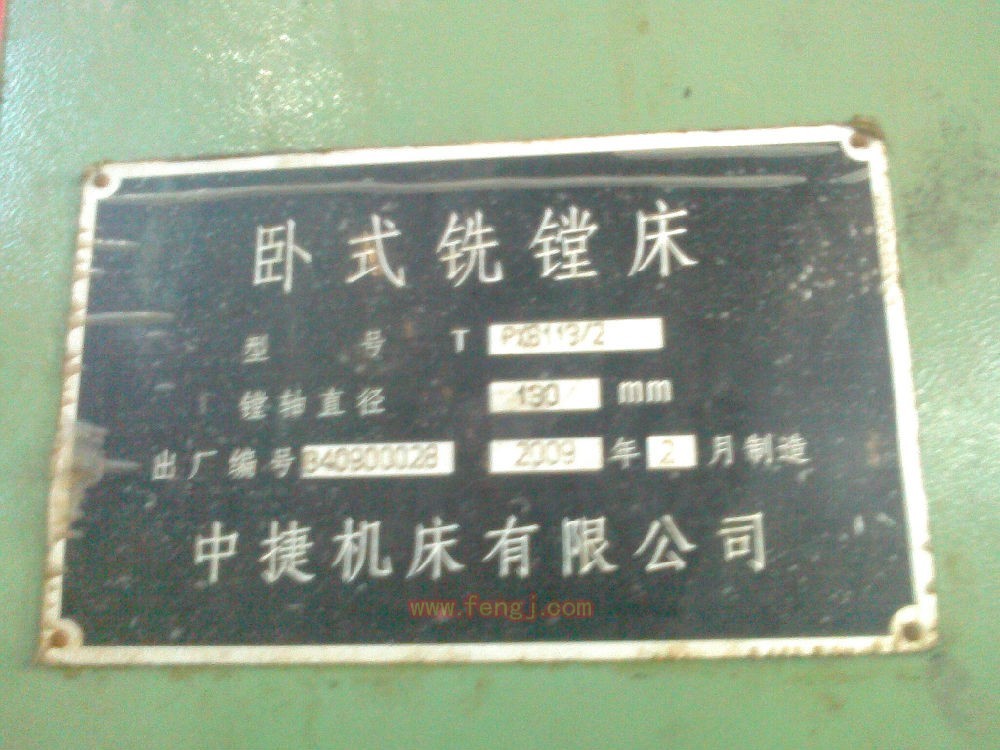 卧式铣镗床
型 号 T PXB113/2
镗轴直径 130 mm
出厂编号 B40900028 2009 年 2 月制造
中捷机床有限公司
www.fengj.com